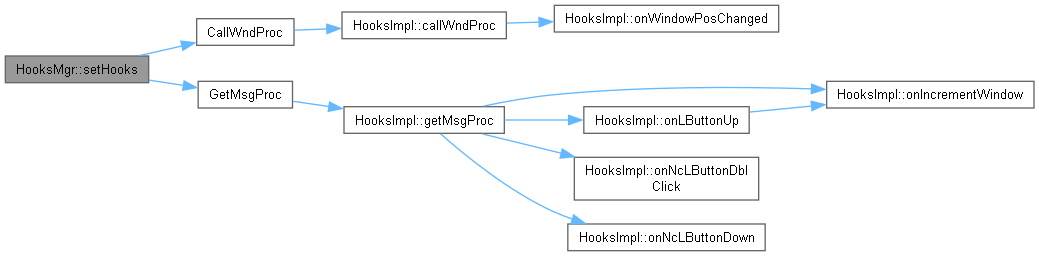 HooksMgr::setHooks
CallWndProc
HooksImpl::callWndProc
HooksImpl::onWindowPosChanged
GetMsgProc
HooksImpl::getMsgProc
HooksImpl::onIncrementWindow
HooksImpl::onLButtonUp
HooksImpl::onNcLButtonDbl
Click
HooksImpl::onNcLButtonDown